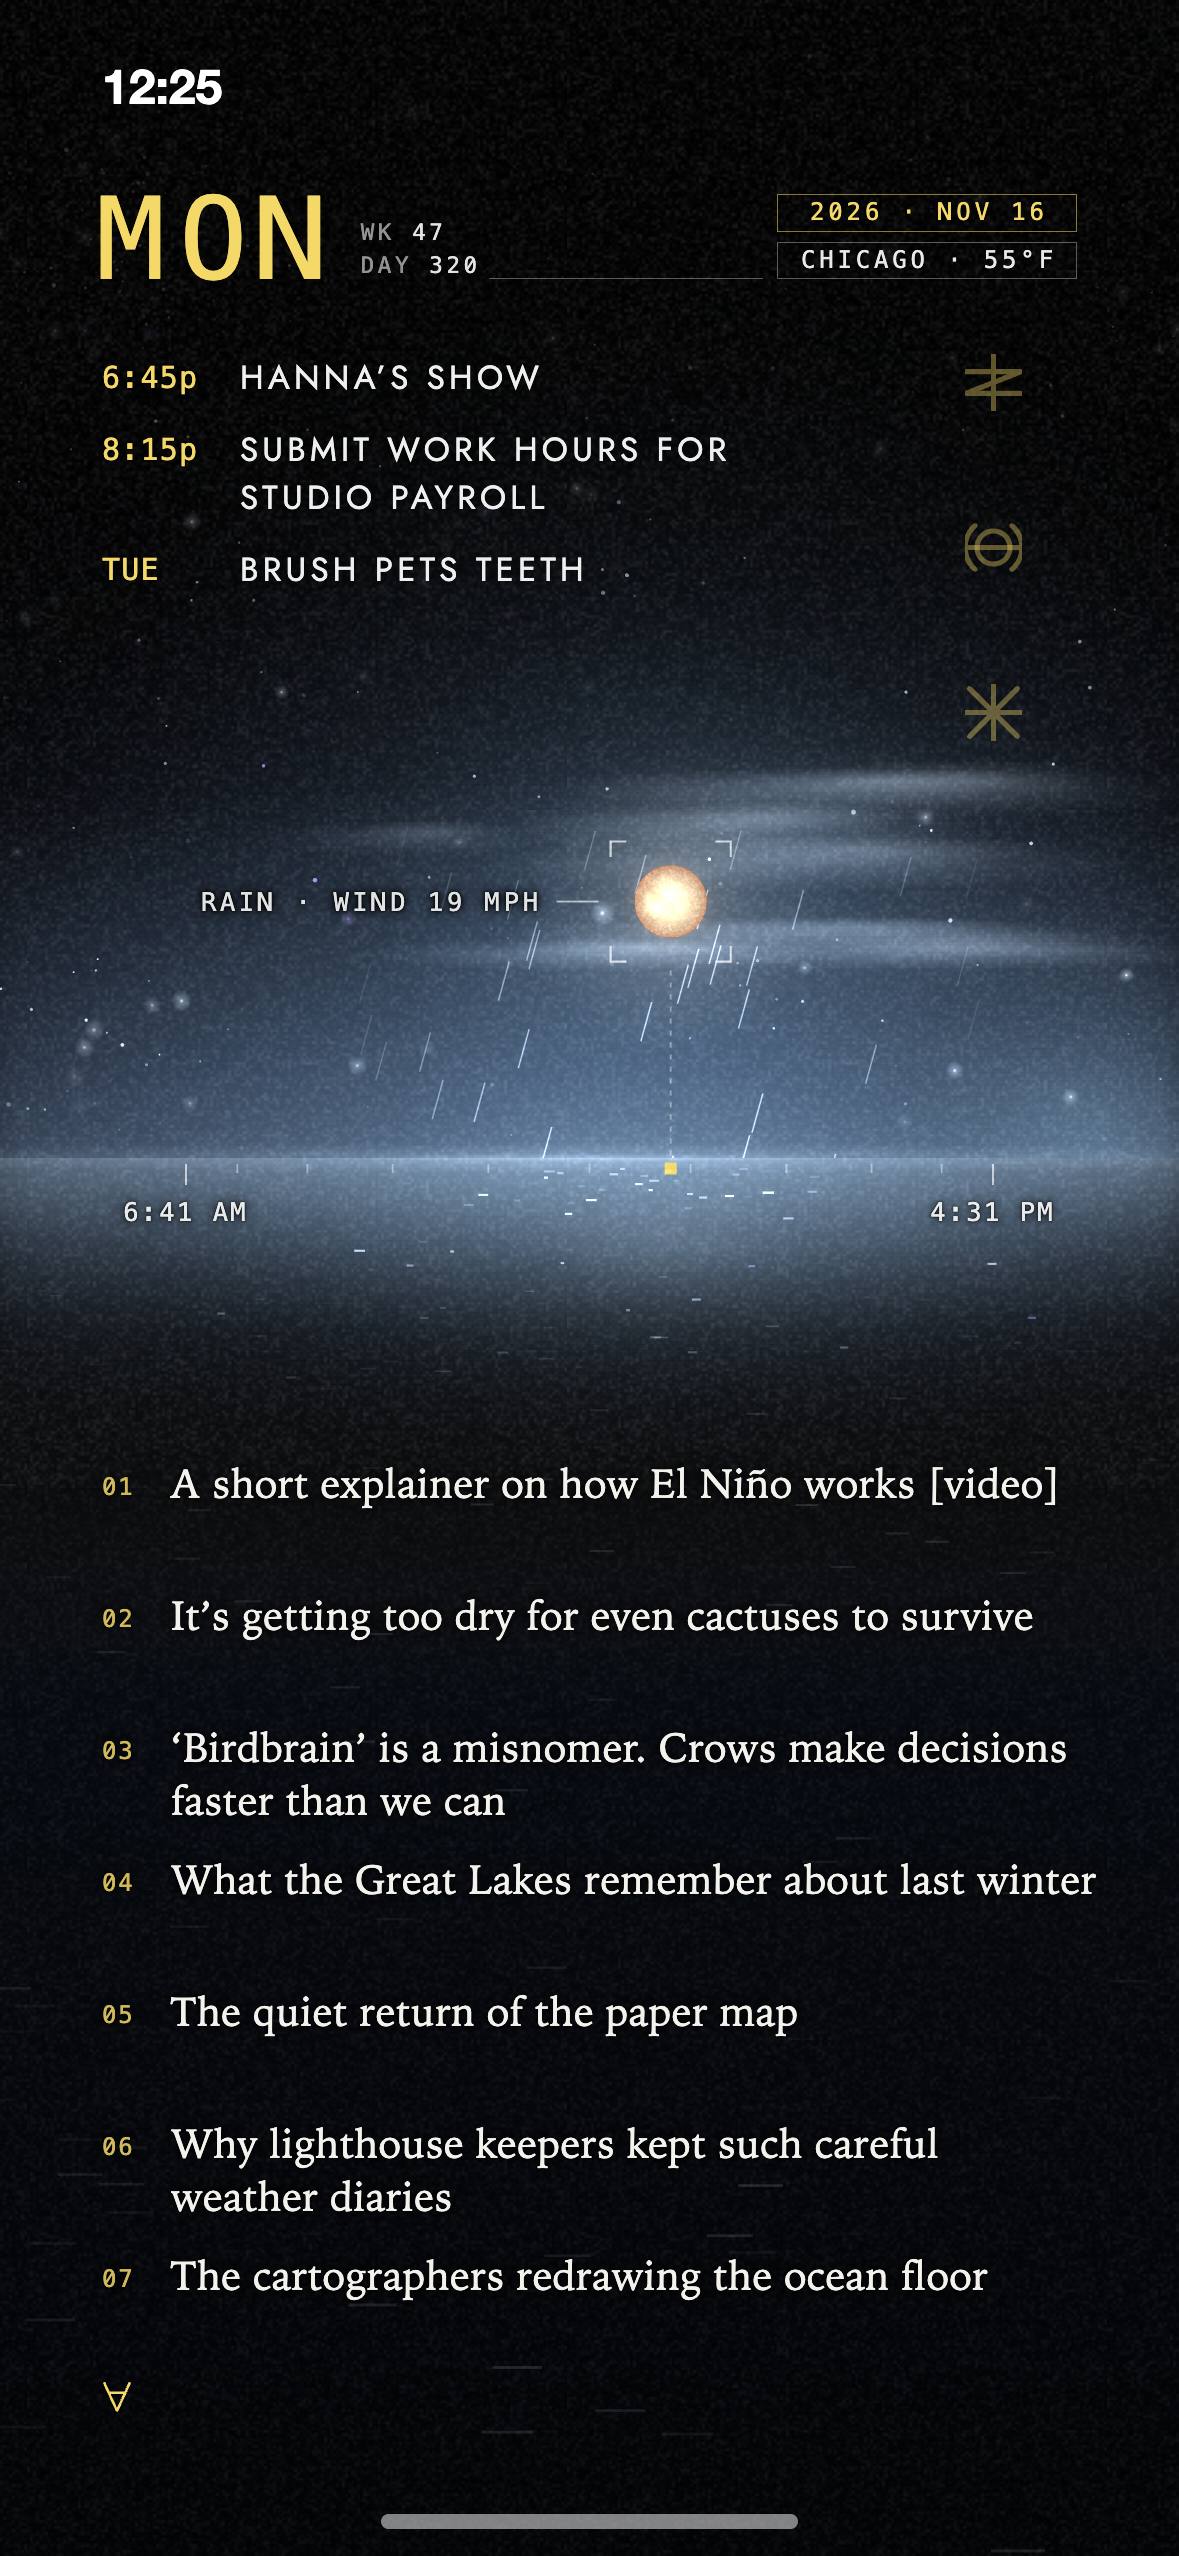 12:25
MON
WK 47
DAY 320
2026 · NOV 16
CHICAGO · 55°F
6:45p HANNA’S SHOW
8:15p SUBMIT WORK HOURS FOR
STUDIO PAYROLL
TUE BRUSH PETS TEETH
RAIN · WIND 19 MPH
6:41 AM
4:31 PM
01 A short explainer on how El Niño works [video]
02 It’s getting too dry for even cactuses to survive
03 ‘Birdbrain’ is a misnomer. Crows make decisions
faster than we can
04 What the Great Lakes remember about last winter
05 The quiet return of the paper map
06 Why lighthouse keepers kept such careful
weather diaries
07 The cartographers redrawing the ocean floor